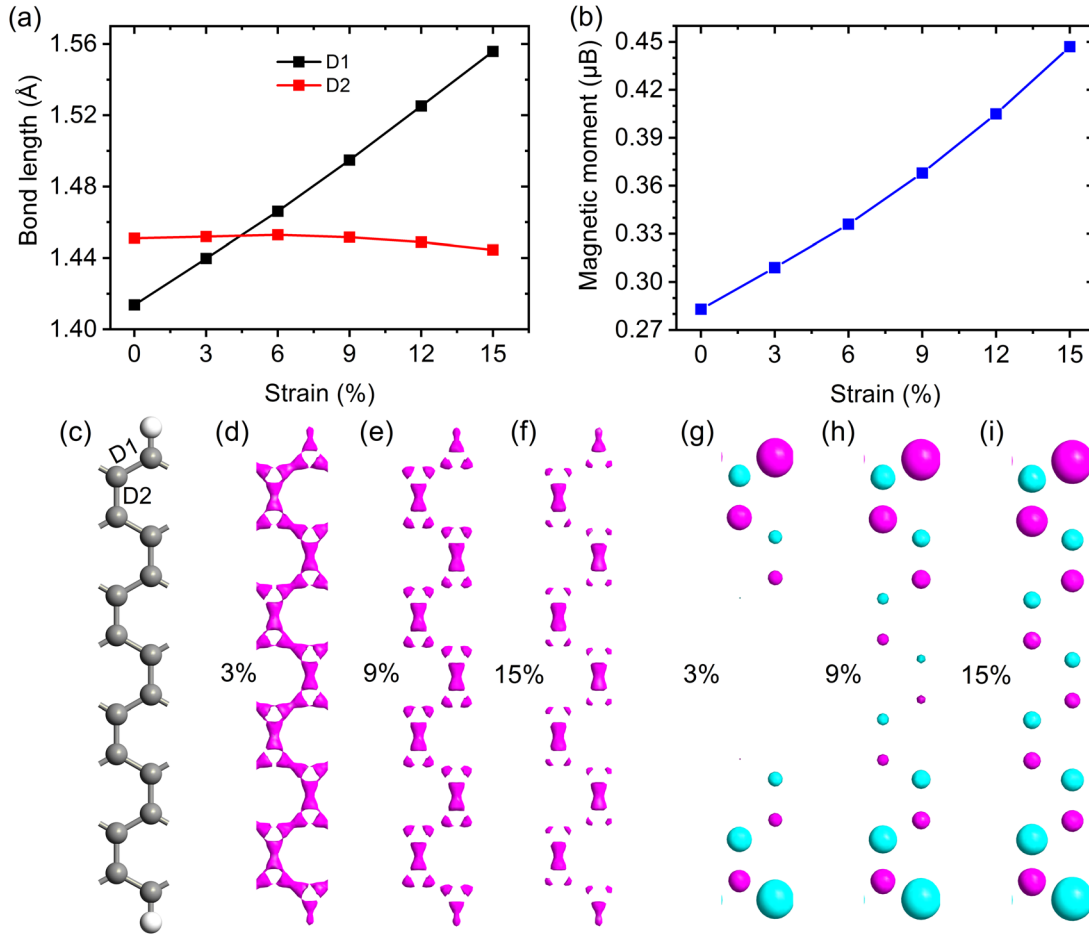 (a)
1.56
1.52
1.48
1.44
1.40
Bond length (Å)
D1
D2
0 3 6 9 12 15
Strain (%)
(b)
0.45
0.42
0.39
0.36
0.33
0.30
0.27
Magnetic moment (μB)
0 3 6 9 12 15
Strain (%)
(c) (d) (e) (f) (g) (h) (i)
D1
D2
3% 9% 15% 3% 9% 15%